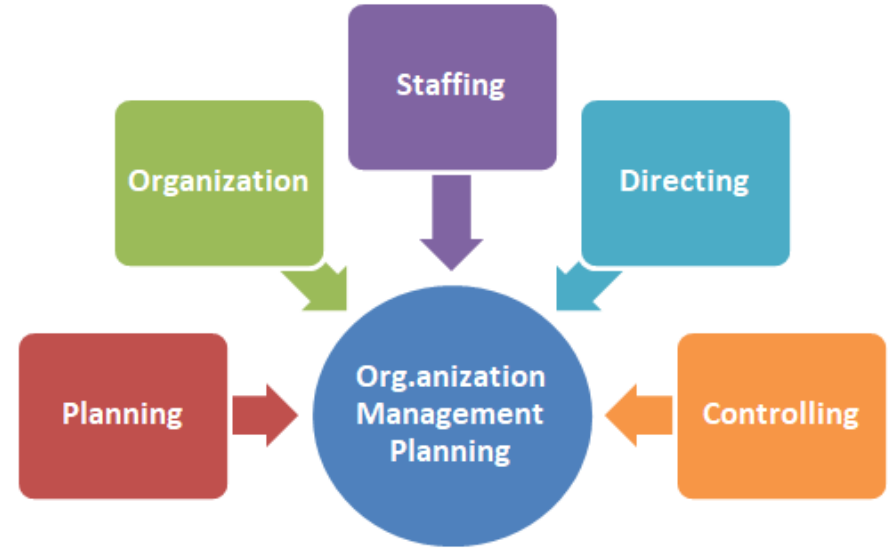 Staffing
Organization
Directing
Planning
Org.anization
Management
Planning
Controlling